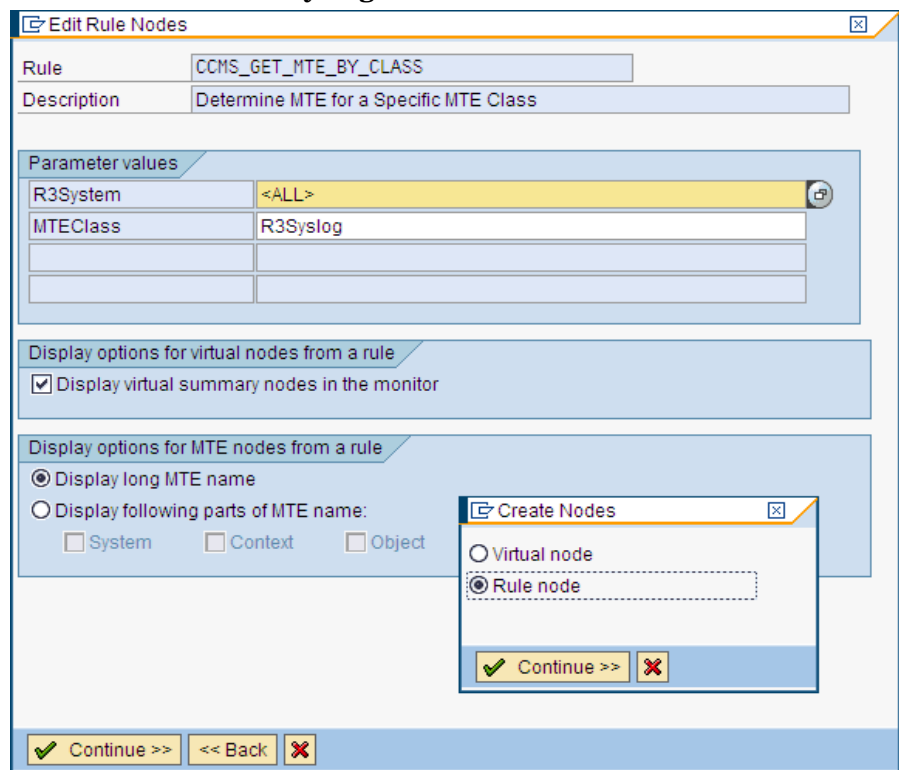 Edit Rule Nodes
Rule CCMS_GET_MTE_BY_CLASS
Description Determine MTE for a Specific MTE Class
Parameter values
R3System <ALL>
MTEClass R3Syslog
Display options for virtual nodes from a rule
Display virtual summary nodes in the monitor
Display options for MTE nodes from a rule
Display long MTE name
Display following parts of MTE name:
System Context Object
Create Nodes
Virtual node
Rule node
Continue >>
Continue >> << Back